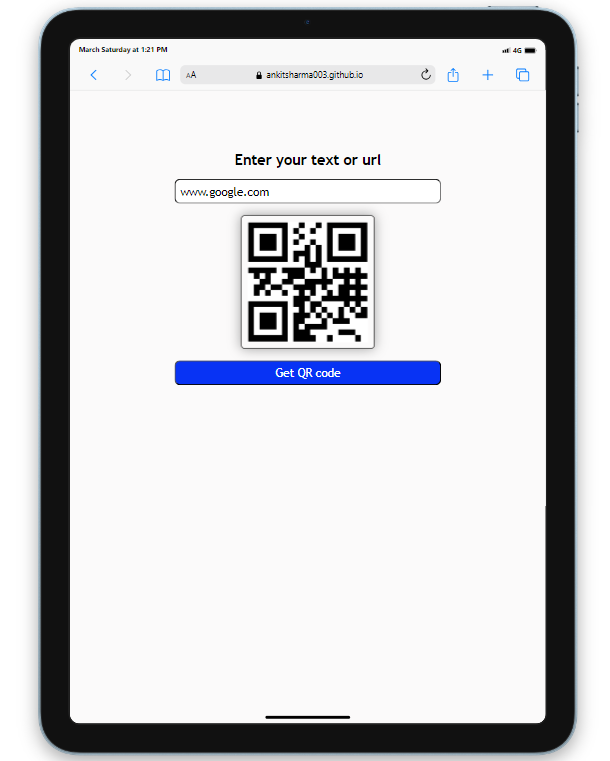 March Saturday at 1:21 PM
4G
AA
ankitsharma003.github.io
Enter your text or url
www.google.com
Get QR code